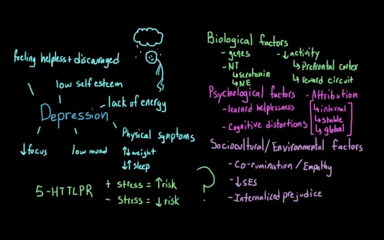 feeling helpless + discouraged
low self esteem
lack of energy
Depression
Physical symptoms
↑↓ weight
↑↓ sleep
↓ focus
low mood
5-HTTLPR
+ stress = ↑ risk
- stress = ↓ risk
?
Biological factors
- genes
- ↓ activity
- NT
↳ Prefrontal cortex
↳ serotonin
↳ reward circuit
↳ NE
Psychological factors
- Attribution
- learned helplessness
↳ internal
↳ stable
- Cognitive distortions
↳ global
Sociocultural/Environmental factors
- Co-rumination / Empathy
- ↓ SES
- Internalized prejudice